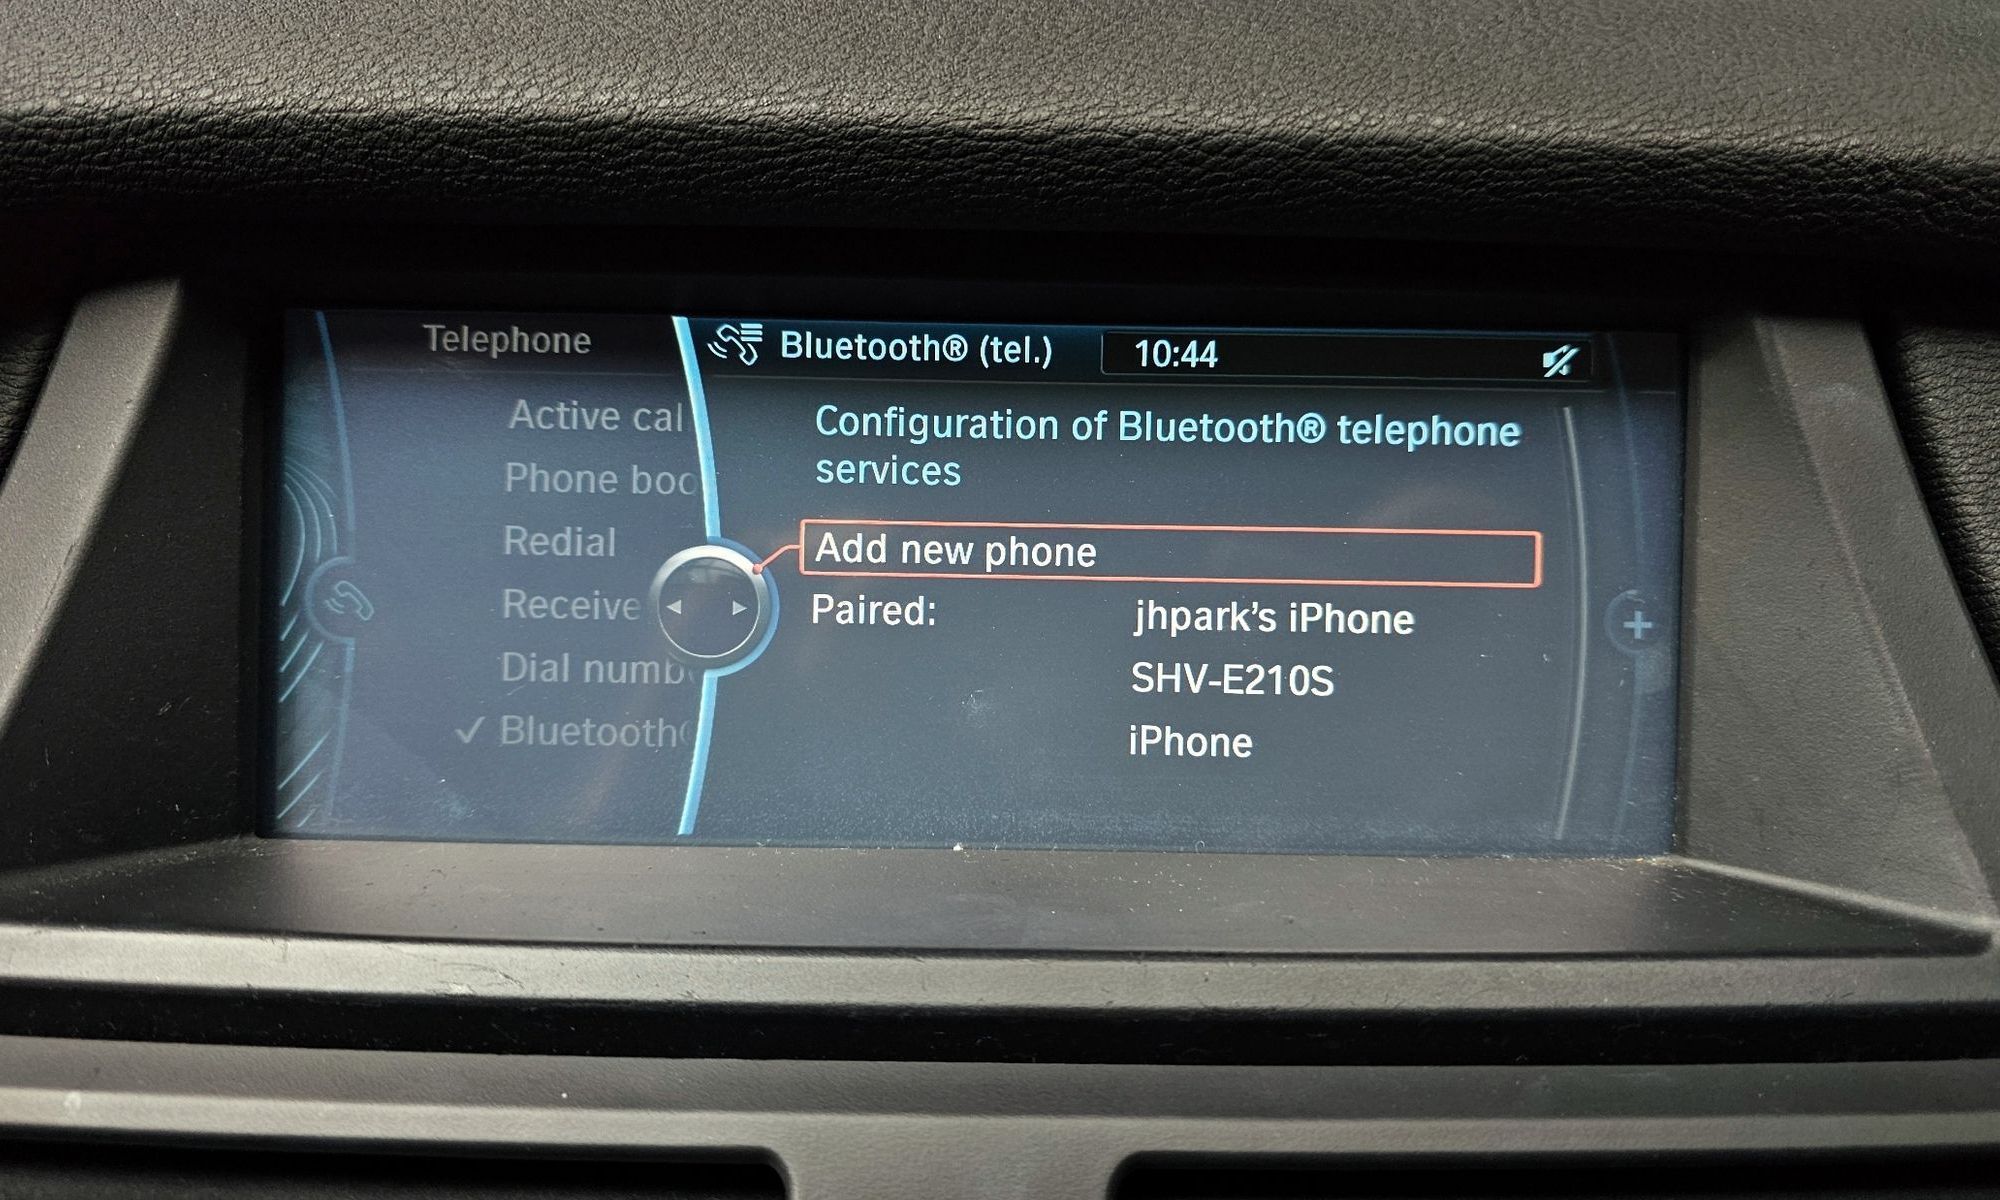 Telephone
Bluetooth® (tel.)
10:44
Active cal
Phone boo
Redial
Receive
Dial numb
✓ Bluetooth®
Configuration of Bluetooth® telephone
services
Add new phone
Paired: jhpark's iPhone
SHV-E210S
iPhone